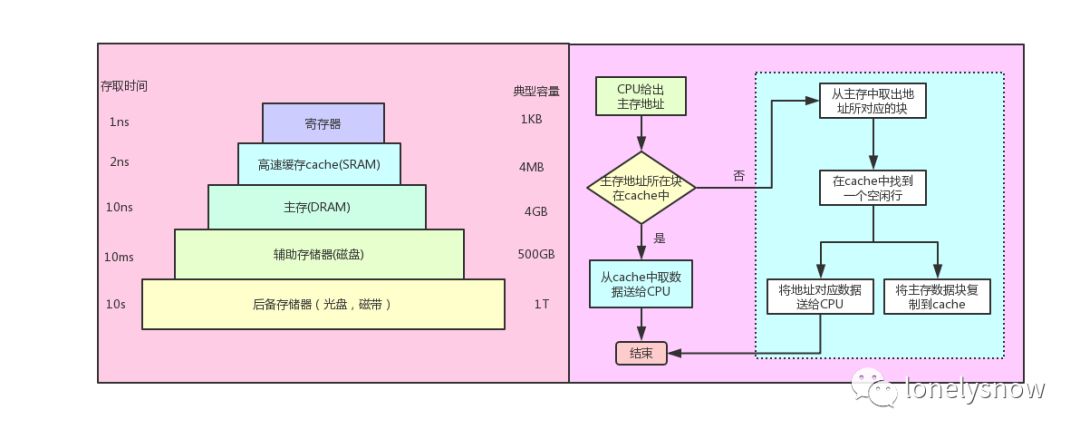 存取时间
典型容量
1ns
寄存器
1KB
2ns
高速缓存cache(SRAM)
4MB
10ns
主存(DRAM)
4GB
10ms
辅助存储器(磁盘)
500GB
10s
后备存储器（光盘，磁带）
1T
CPU给出
主存地址
主存地址所在块
在cache中
否
是
从cache中取数
据送给CPU
结束
从主存中取出地
址所对应的块
在cache中找到
一个空闲行
将地址对应数据
送给CPU
将主存数据块复
制到cache
lonelysnow